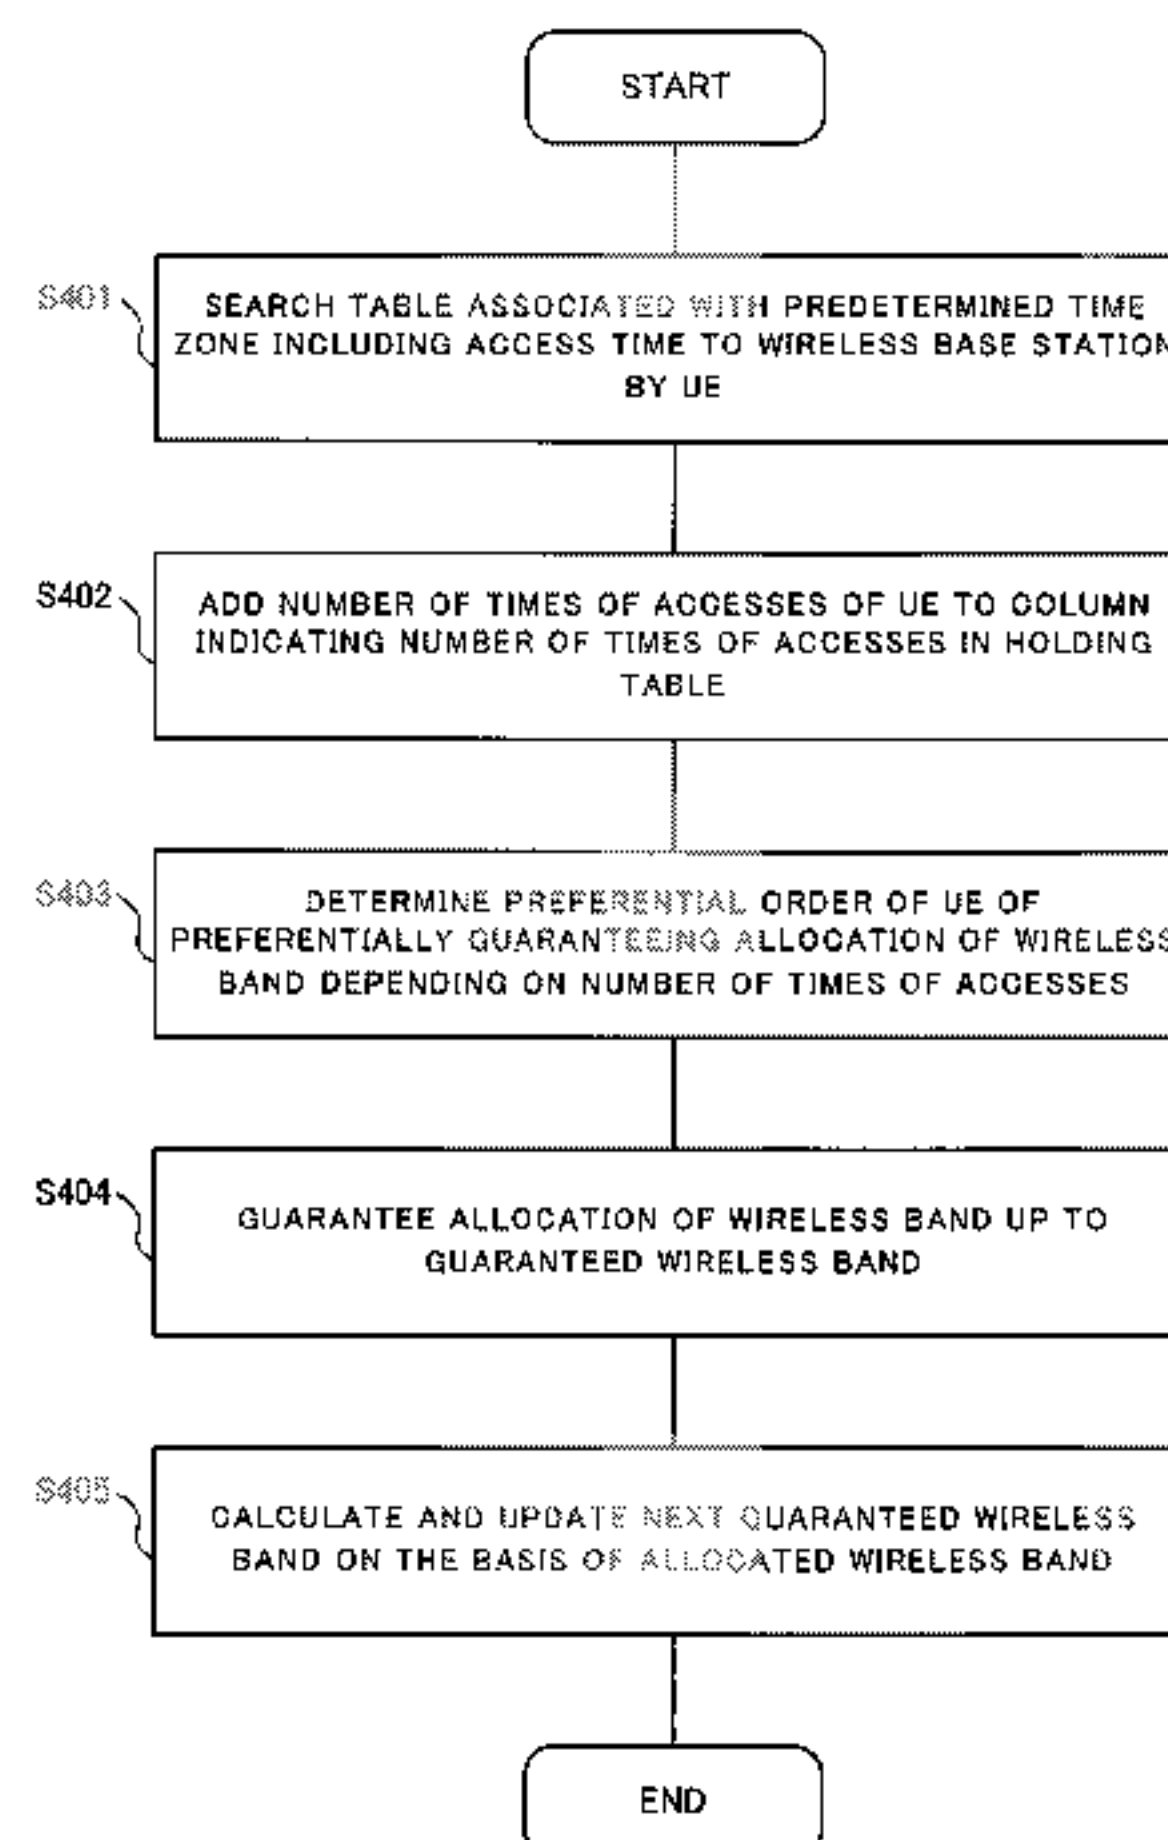 START
S401
SEARCH TABLE ASSOCIATED WITH PREDETERMINED TIME
ZONE INCLUDING ACCESS TIME TO WIRELESS BASE STATION
BY UE
S402
ADD NUMBER OF TIMES OF ACCESSES OF UE TO COLUMN
INDICATING NUMBER OF TIMES OF ACCESSES IN HOLDING
TABLE
S403
DETERMINE PREFERENTIAL ORDER OF UE OF
PREFERENTIALLY GUARANTEEING ALLOCATION OF WIRELESS
BAND DEPENDING ON NUMBER OF TIMES OF ACCESSES
S404
GUARANTEE ALLOCATION OF WIRELESS BAND UP TO
GUARANTEED WIRELESS BAND
S405
CALCULATE AND UPDATE NEXT GUARANTEED WIRELESS
BAND ON THE BASIS OF ALLOCATED WIRELESS BAND
END